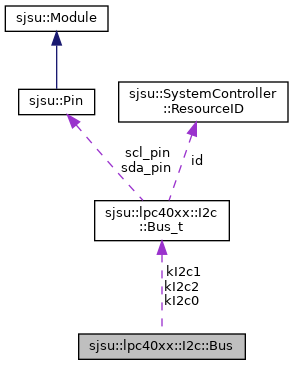 sjsu::Module
sjsu::Pin
sjsu::SystemController
::ResourceID
scl_pin
sda_pin
id
sjsu::lpc40xx::I2c
::Bus_t
kI2c1
kI2c2
kI2c0
sjsu::lpc40xx::I2c::Bus